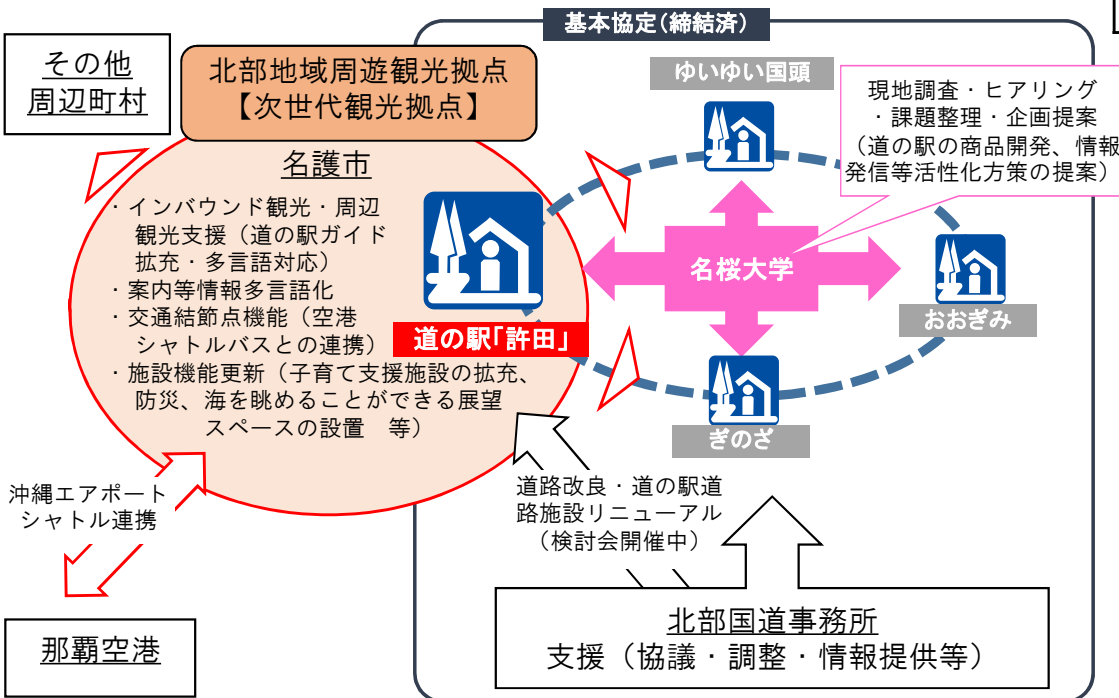 基本協定（締結済）
その他
周辺町村
北部地域周遊観光拠点
【次世代観光拠点】
ゆいゆい国頭
現地調査・ヒアリング
・課題整理・企画提案
（道の駅の商品開発、情報
発信等活性化方策の提案）
名護市
・インバウンド観光・周辺
観光支援（道の駅ガイド
拡充・多言語対応）
・案内等情報多言語化
・交通結節点機能（空港
シャトルバスとの連携）
・施設機能更新（子育て支援施設の拡充、
防災、海を眺めることができる展望
スペースの設置　等）
道の駅「許田」
名桜大学
おおぎみ
ぎのざ
沖縄エアポート
シャトル連携
道路改良・道の駅道
路施設リニューアル
（検討会開催中）
那覇空港
北部国道事務所
支援（協議・調整・情報提供等）